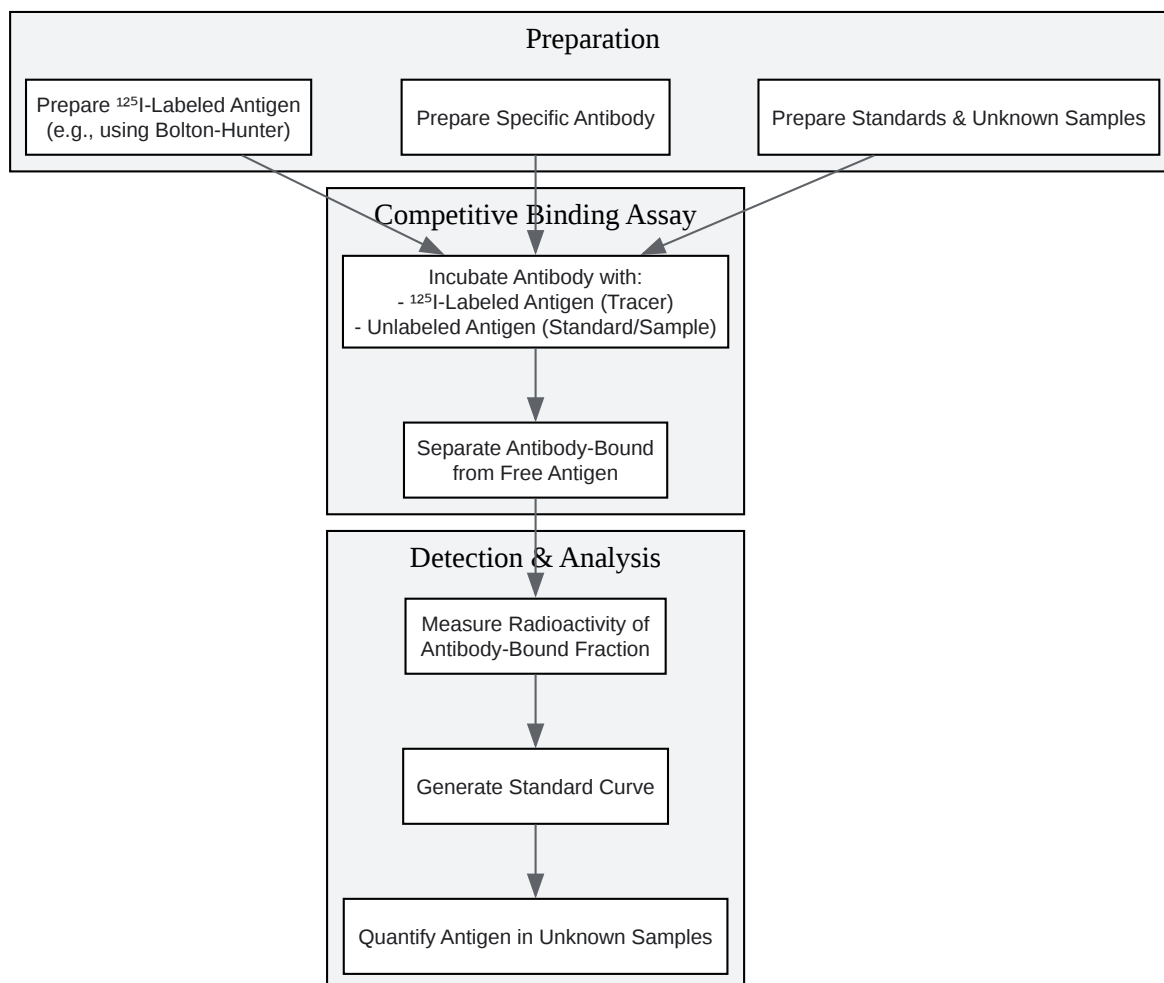 Preparation
Prepare ¹²⁵I-Labeled Antigen
(e.g., using Bolton-Hunter)
Prepare Specific Antibody
Prepare Standards & Unknown Samples
Competitive Binding Assay
Incubate Antibody with:
- ¹²⁵I-Labeled Antigen (Tracer)
- Unlabeled Antigen (Standard/Sample)
Separate Antibody-Bound
from Free Antigen
Detection & Analysis
Measure Radioactivity of
Antibody-Bound Fraction
Generate Standard Curve
Quantify Antigen in Unknown Samples